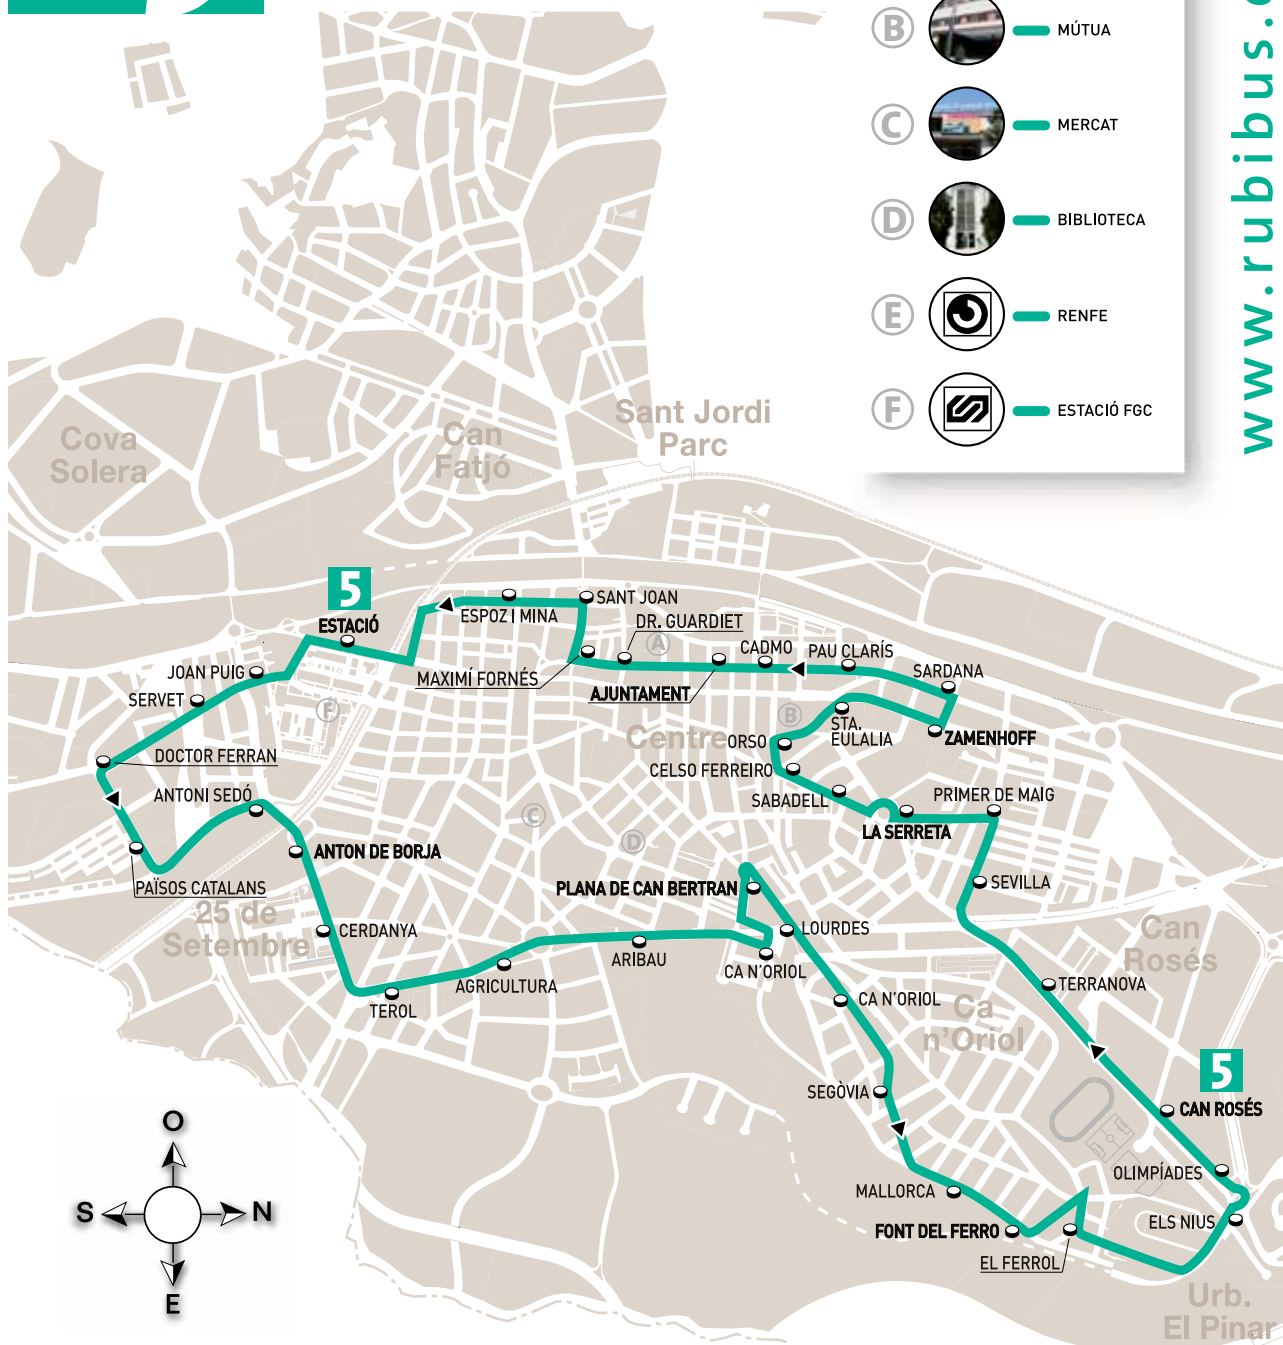 B
MÚTUA
C
MERCAT
D
BIBLIOTECA
E
RENFE
F
ESTACIÓ FGC
www.rubibus.
Cova
Solera
Can
Fatjó
Sant Jordi
Parc
5
ESTACIÓ
ESPOZ I MINA
SANT JOAN
DR. GUARDIET
A
CADMO
PAU CLARÍS
SARDANA
JOAN PUIG
MAXIMÍ FORNÉS
AJUNTAMENT
SERVET
F
B
STA.
EULALIA
ZAMENHOFF
Centre
ORSO
DOCTOR FERRAN
CELSO FERREIRO
ANTONI SEDÓ
SABADELL
PRIMER DE MAIG
C
D
LA SERRETA
ANTON DE BORJA
PAÏSOS CATALANS
PLANA DE CAN BERTRAN
SEVILLA
25 de
Setembre
CERDANYA
LOURDES
Can
Rosés
ARIBAU
CA N'ORIOL
AGRICULTURA
TEROL
TERRANOVA
CA N'ORIOL
Ca
n'Oriol
5
CAN ROSÉS
SEGÒVIA
OLIMPÍADES
MALLORCA
ELS NIUS
FONT DEL FERRO
EL FERROL
O
S
N
E
Urb.
El Pinar